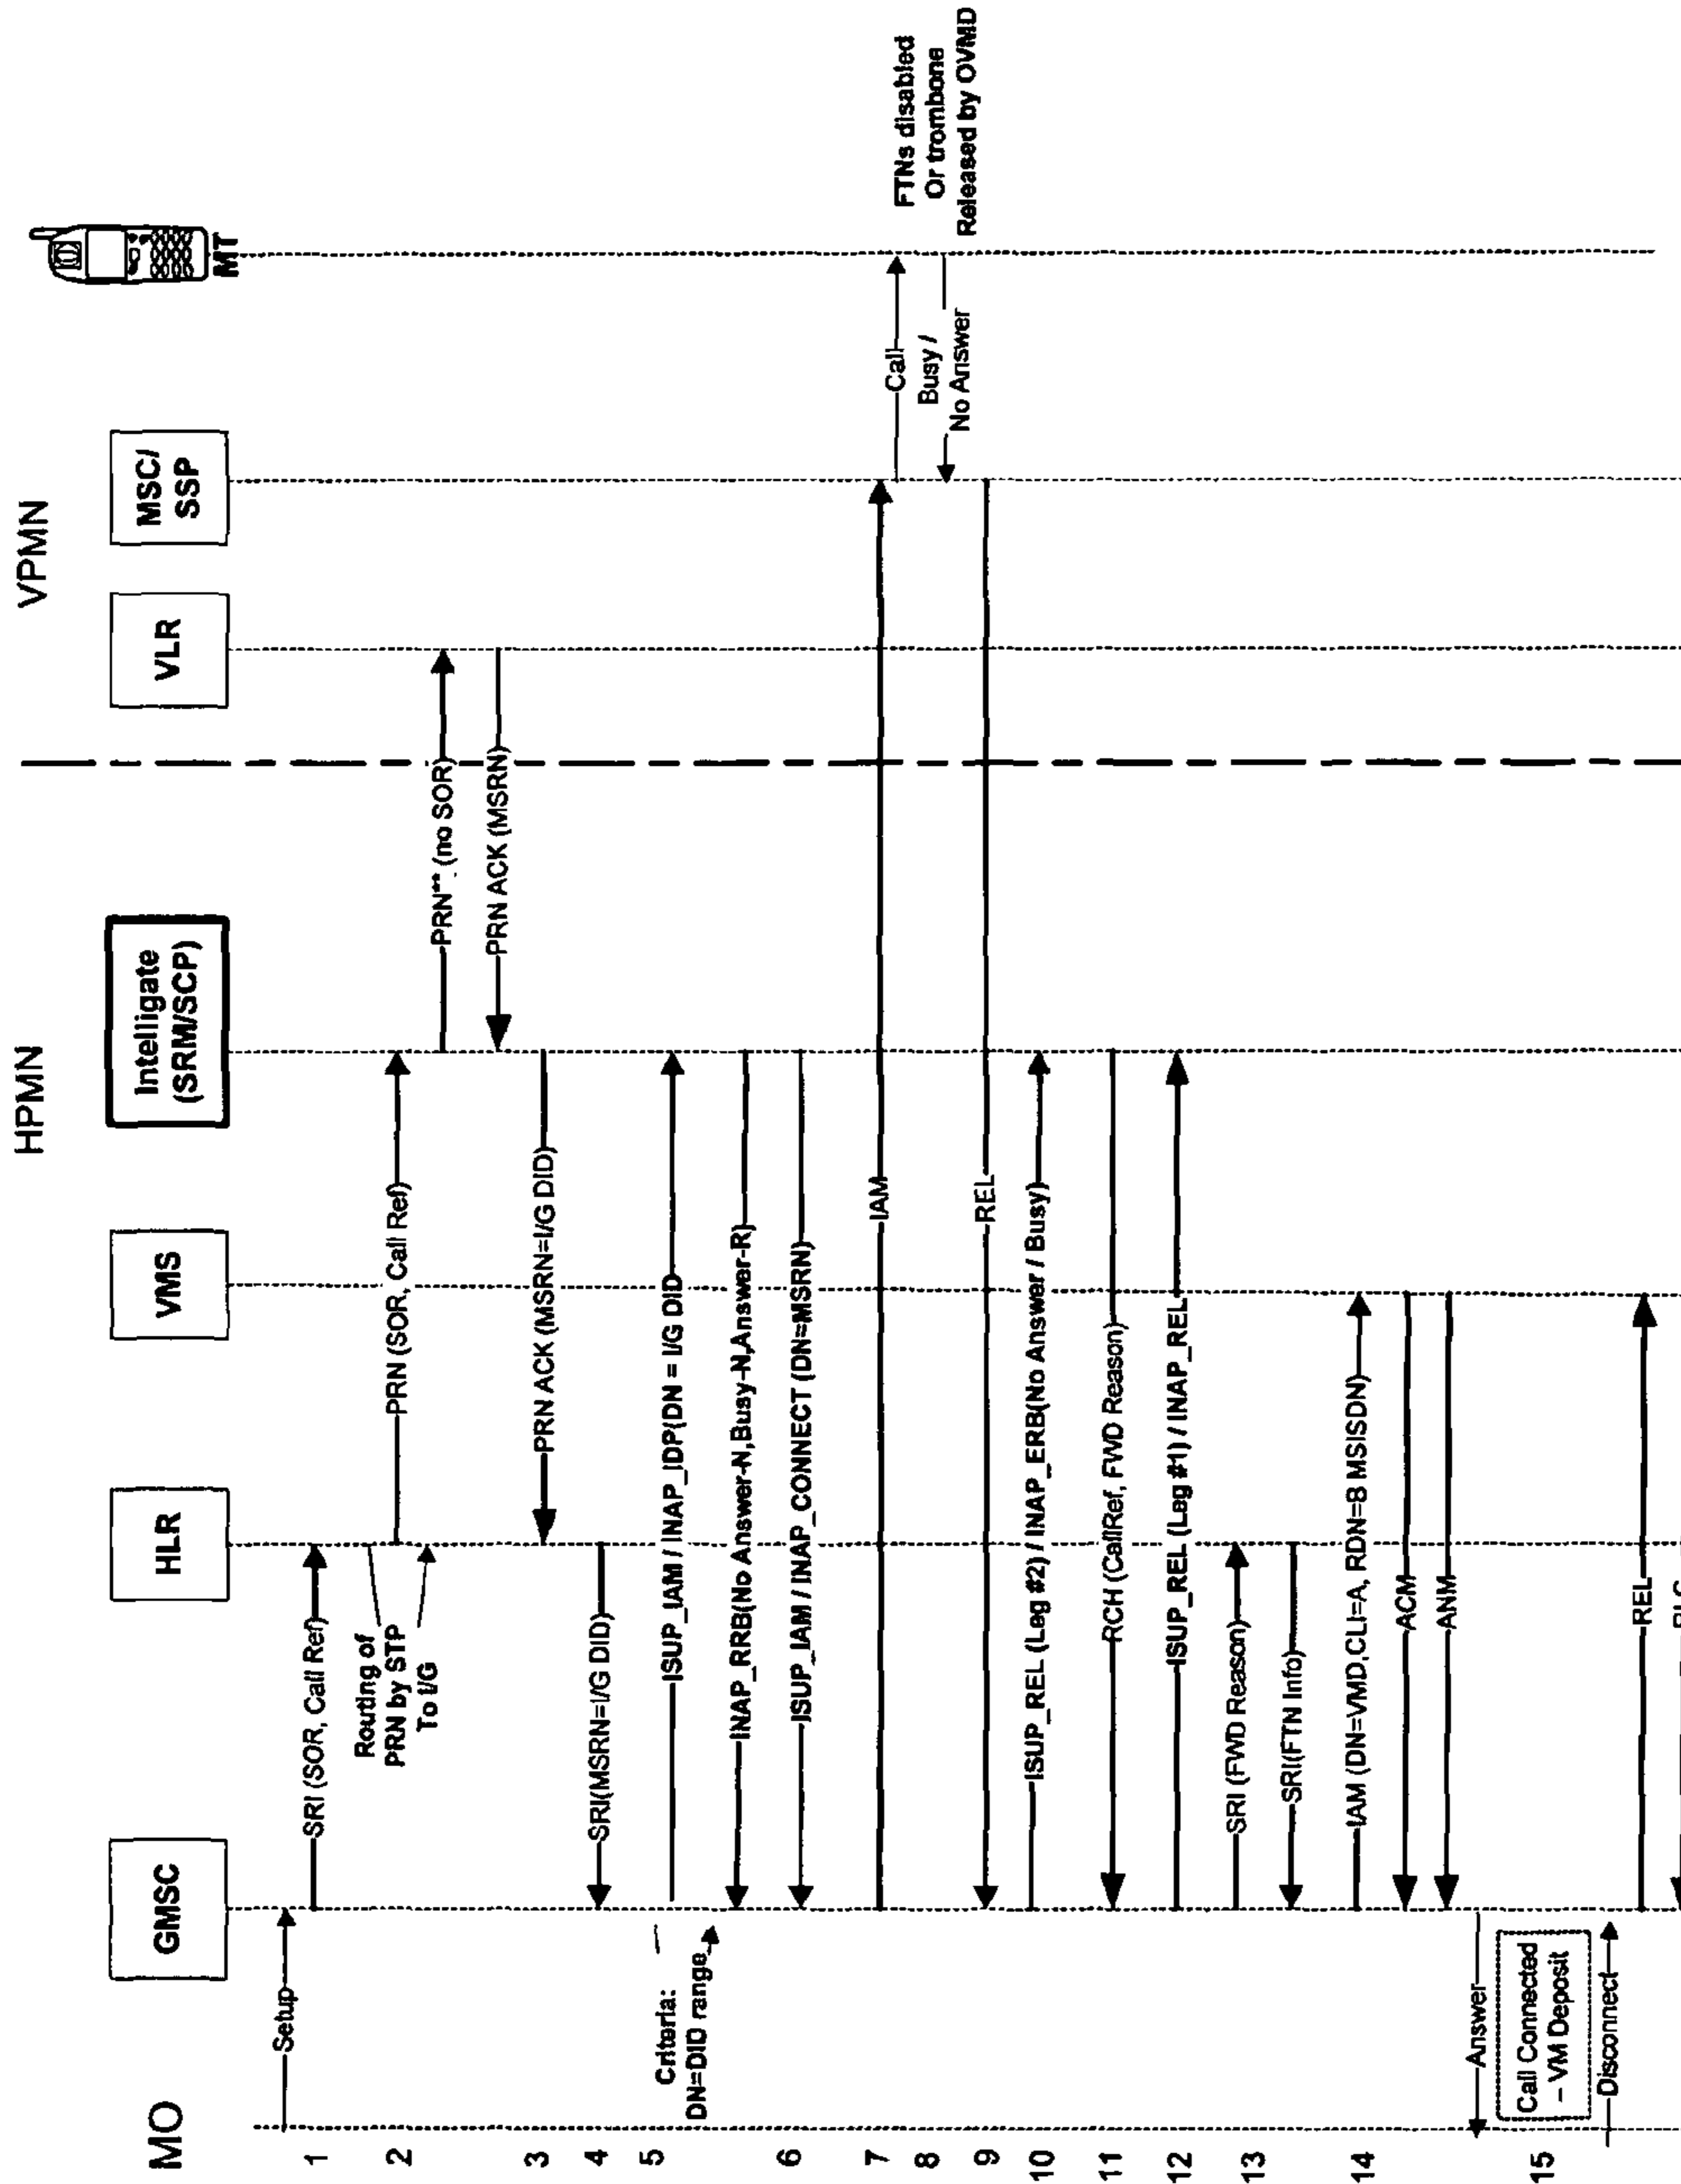 HPMN
VPMN
MO
GMSC
HLR
VMS
Intelligate
(SRM/SCP)
VLR
MSC/
SSP
MT
Setup
1
SRI (SOR, Call Ref)
Routing of
PRN by STP
To I/G
2
PRN (SOR, Call Ref)
PRN** (no SOR)
PRN ACK (MSRN)
3
PRN ACK (MSRN=I/G DID)
4
SRI(MSRN=I/G DID)
5
ISUP_IAM / INAP_IDP(DN = I/G DID
Criteria:
DN=DID range
INAP_RRB(No Answer-N,Busy-N,Answer-R)
6
ISUP_IAM / INAP_CONNECT (DN=MSRN)
7
IAM
8
Call
Busy /
No Answer
FTNs disabled
Or trombone
Released by OVMD
9
REL
10
ISUP_REL (Leg #2) / INAP_ERB(No Answer / Busy)
11
RCH (CallRef, FWD Reason)
12
ISUP_REL (Leg #1) / INAP_REL
13
SRI (FWD Reason)
SRI(FTN Info)
14
IAM (DN=VMD,CLI=A, RDN=B MSISDN)
ACM
ANM
Answer
Call Connected
– VM Deposit
15
Disconnect
REL